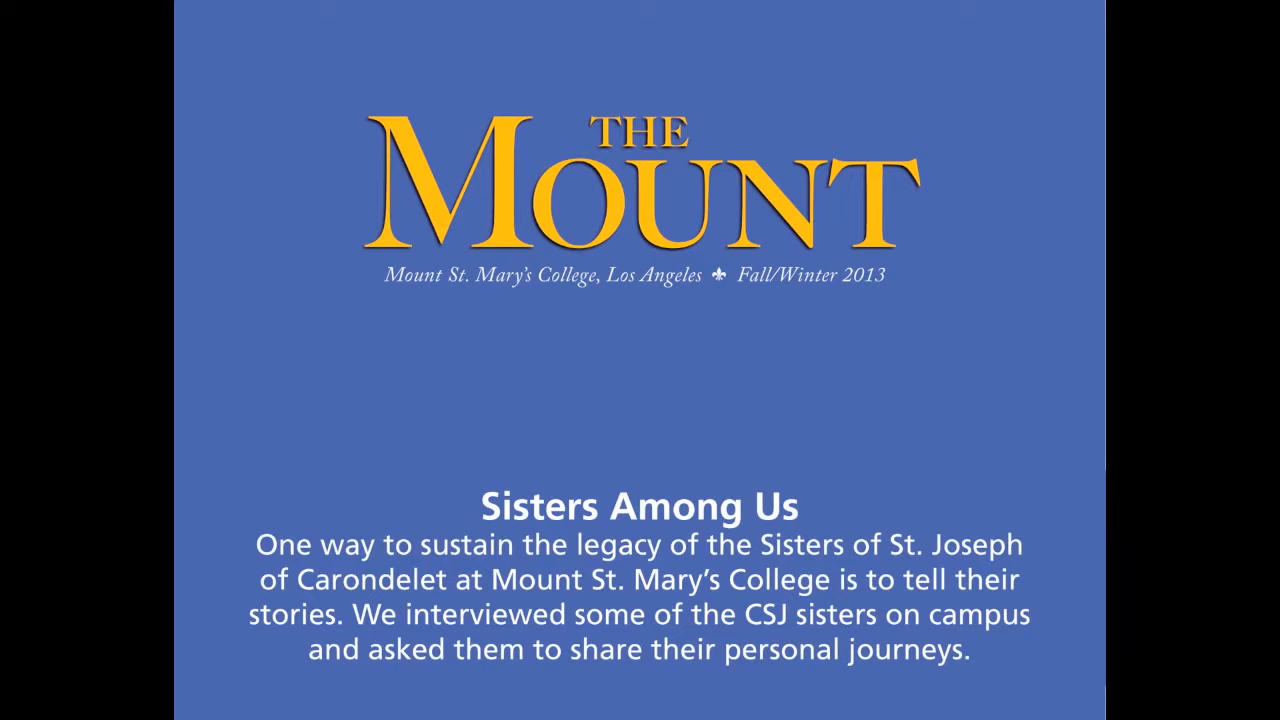 THE
MOUNT
Mount St. Mary's College, Los Angeles ⚜ Fall/Winter 2013
Sisters Among Us
One way to sustain the legacy of the Sisters of St. Joseph
of Carondelet at Mount St. Mary's College is to tell their
stories. We interviewed some of the CSJ sisters on campus
and asked them to share their personal journeys.